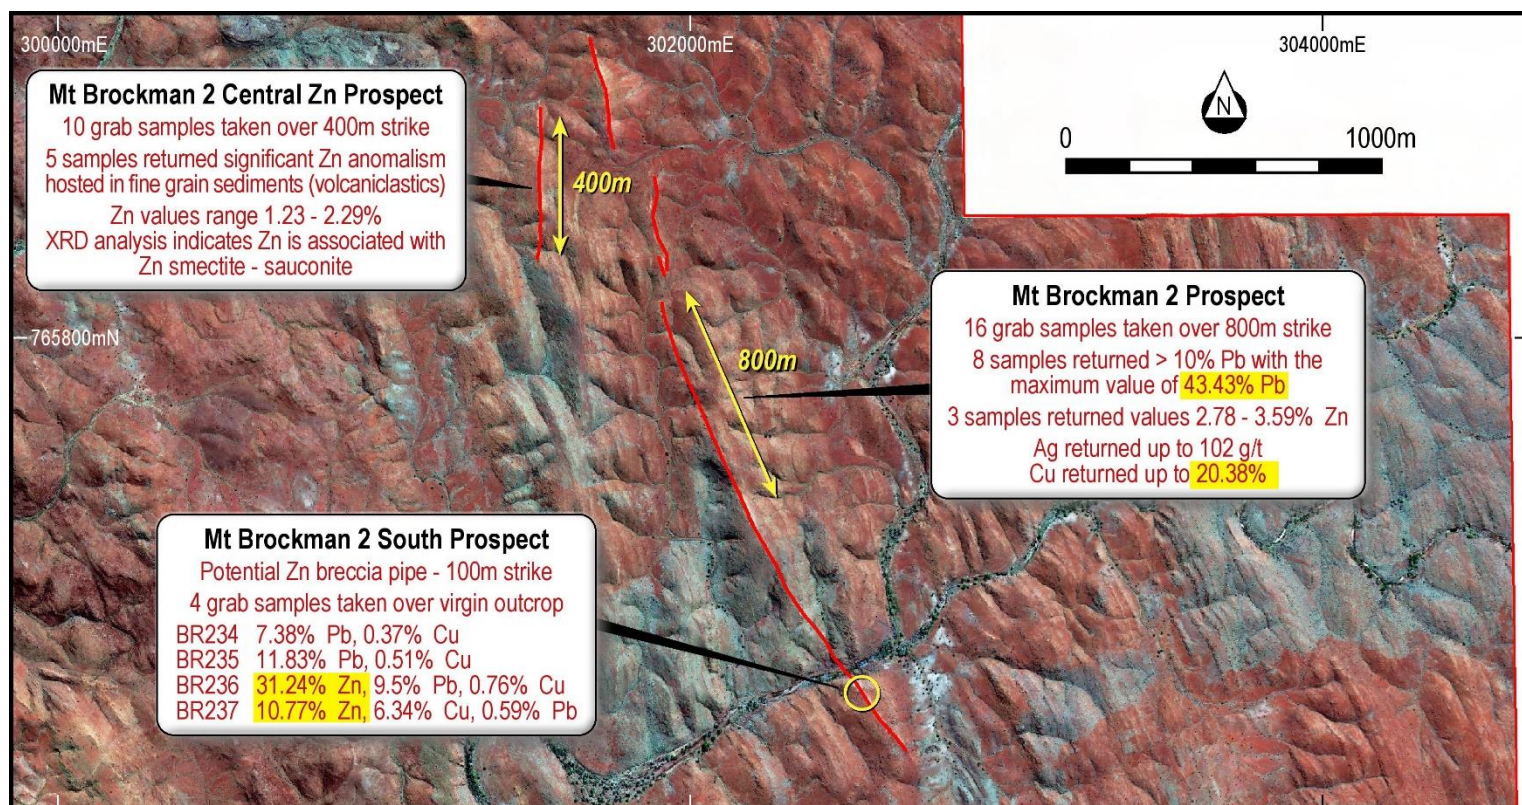 300000mE
302000mE
304000mE
N
0
1000m
Mt Brockman 2 Central Zn Prospect
10 grab samples taken over 400m strike
5 samples returned significant Zn anomalism
hosted in fine grain sediments (volcaniclastics)
Zn values range 1.23 - 2.29%
XRD analysis indicates Zn is associated with
Zn smectite - sauconite
400m
765800mN
800m
Mt Brockman 2 Prospect
16 grab samples taken over 800m strike
8 samples returned > 10% Pb with the
maximum value of 43.43% Pb
3 samples returned values 2.78 - 3.59% Zn
Ag returned up to 102 g/t
Cu returned up to 20.38%
Mt Brockman 2 South Prospect
Potential Zn breccia pipe - 100m strike
4 grab samples taken over virgin outcrop
BR234 7.38% Pb, 0.37% Cu
BR235 11.83% Pb, 0.51% Cu
BR236 31.24% Zn, 9.5% Pb, 0.76% Cu
BR237 10.77% Zn, 6.34% Cu, 0.59% Pb